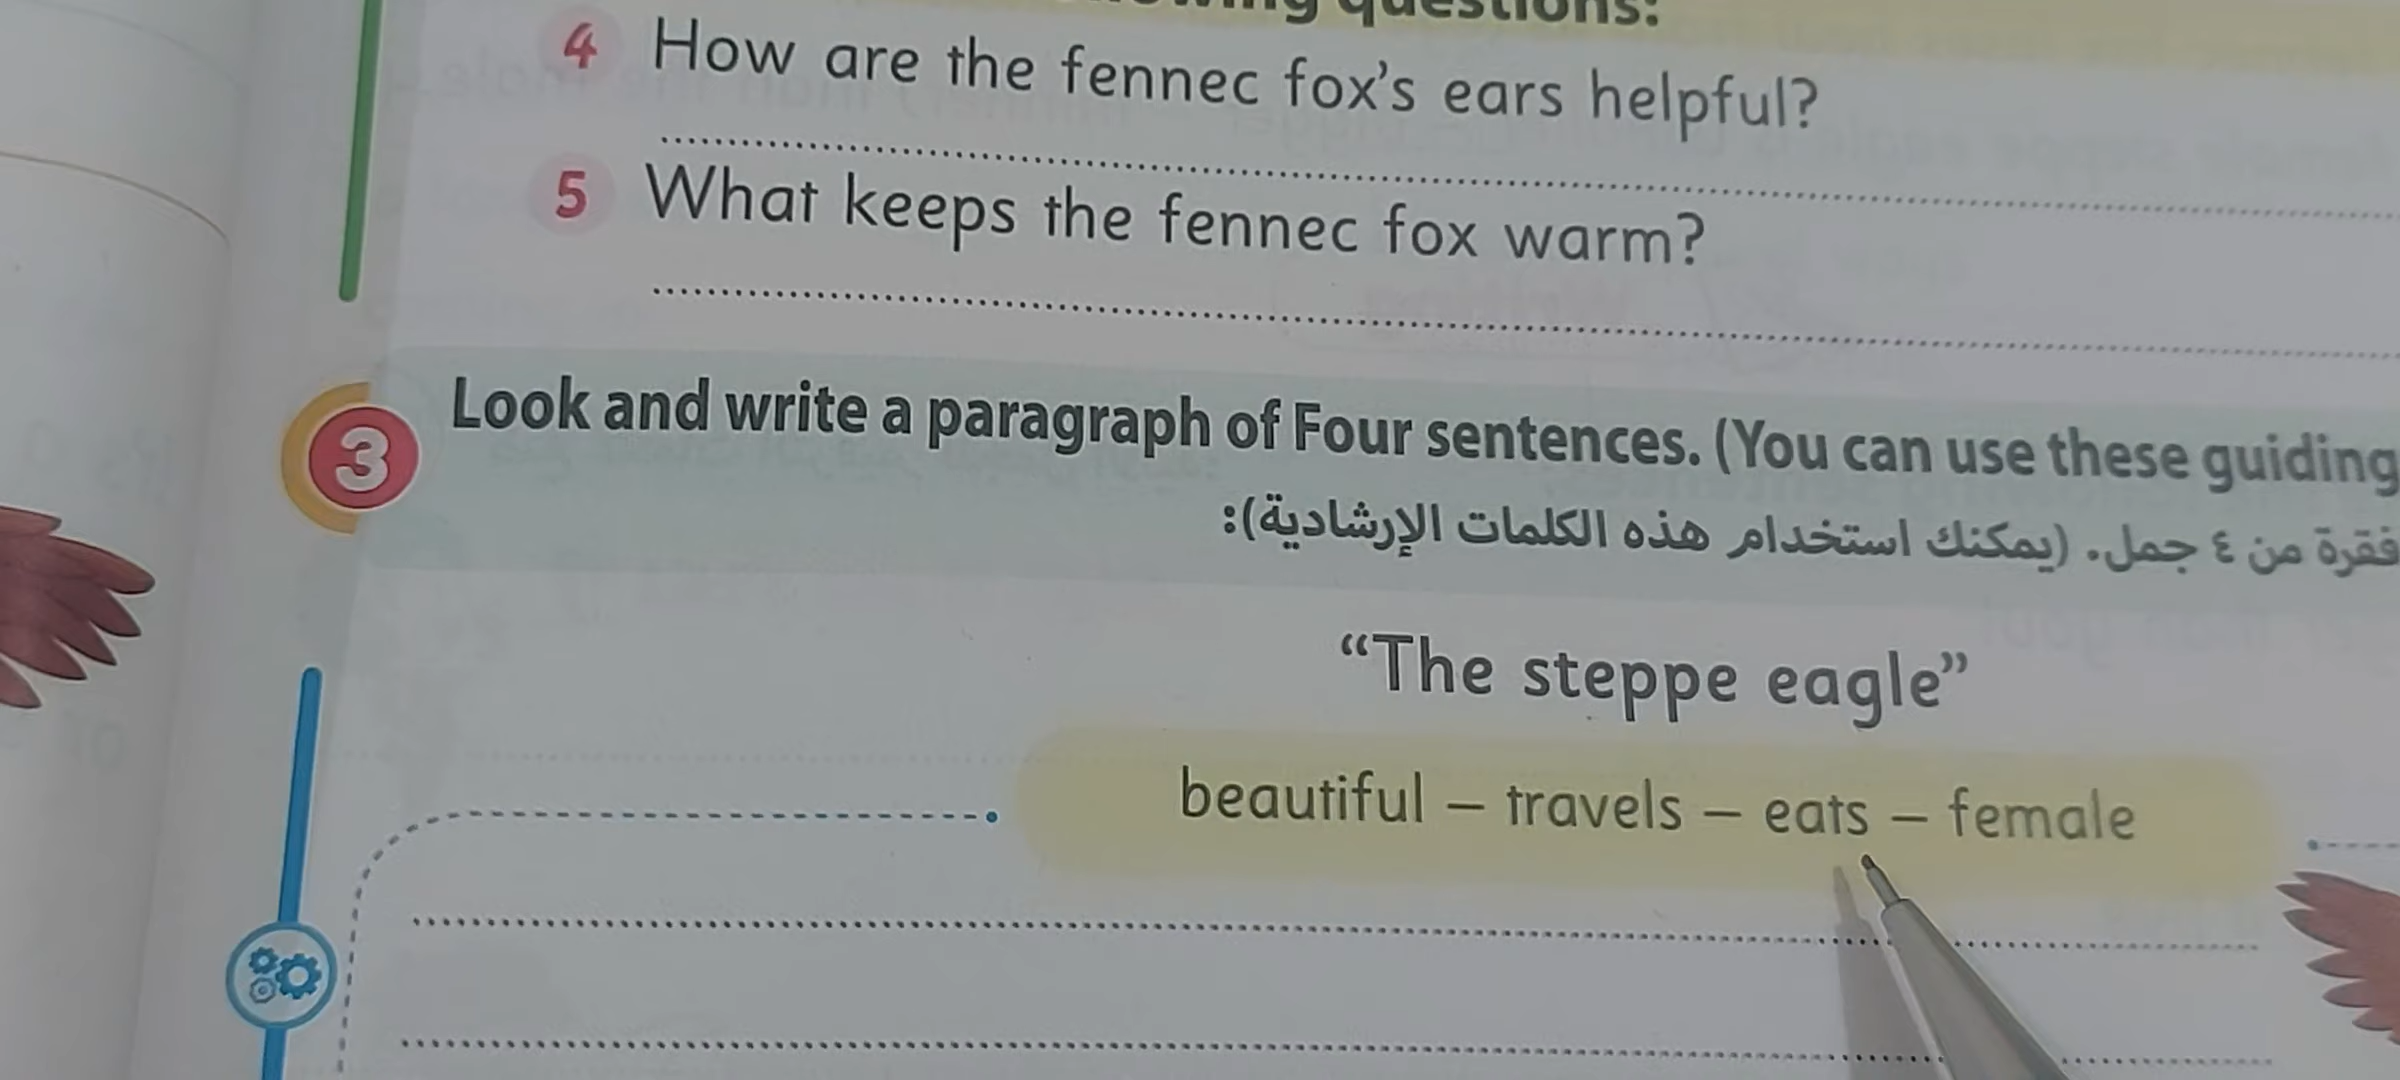 questions:
4 How are the fennec fox's ears helpful?
5 What keeps the fennec fox warm?
3 Look and write a paragraph of Four sentences. (You can use these guiding
فقرة من ٤ جمل. (يمكنك استخدام هذه الكلمات الإرشادية):
“The steppe eagle”
beautiful – travels – eats – female